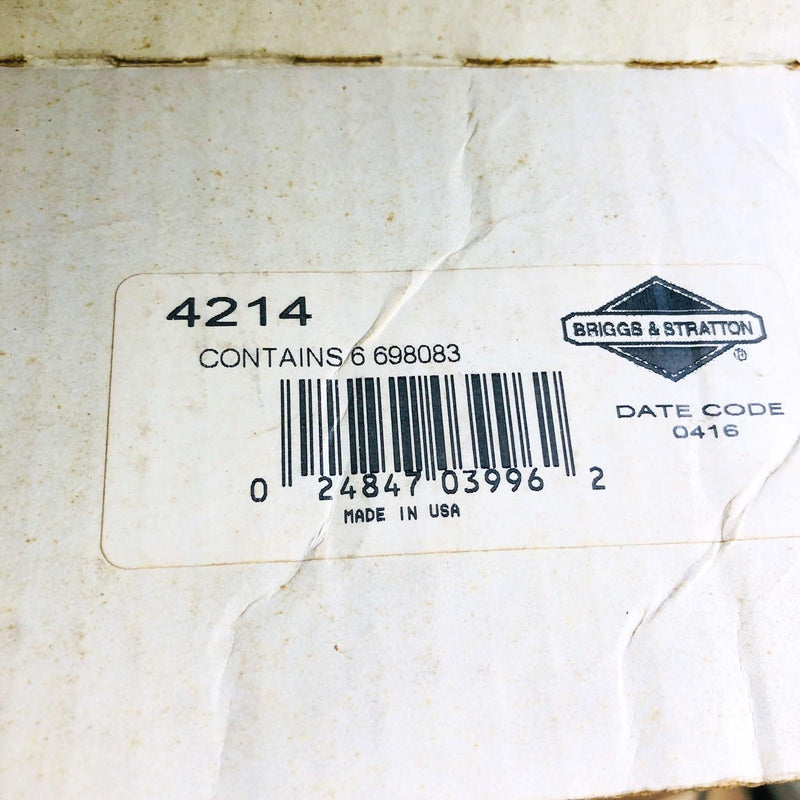 4214
CONTAINS 6 698083
BRIGGS & STRATTON
®
DATE CODE
0416
0 24847 03996 2
MADE IN USA